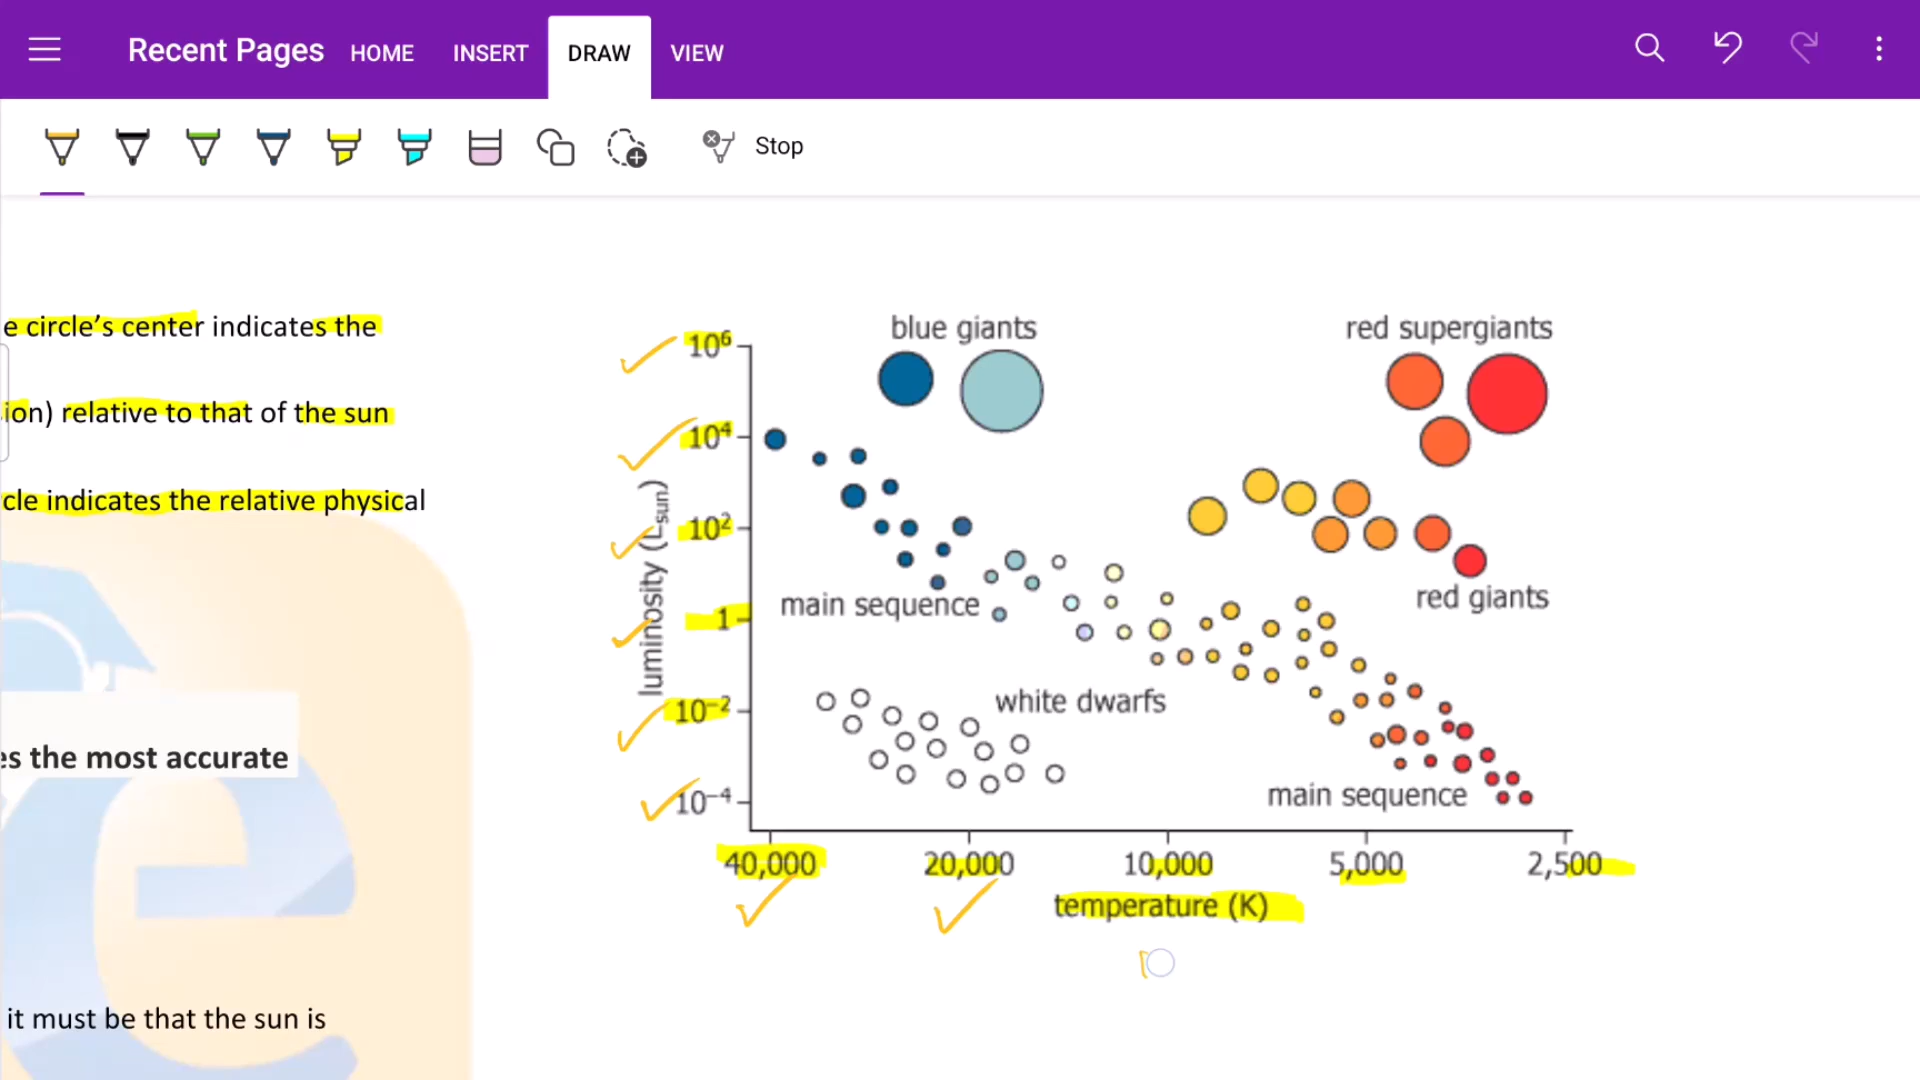 Recent Pages HOME INSERT DRAW VIEW
Stop
e circle's center indicates the
ion) relative to that of the sun
cle indicates the relative physical
es the most accurate
it must be that the sun is
blue giants
red supergiants
10⁶
10⁴
10²
1
10⁻²
10⁻⁴
luminosity (L-sun)
main sequence
red giants
white dwarfs
main sequence
40,000 20,000 10,000 5,000 2,500
temperature (K)